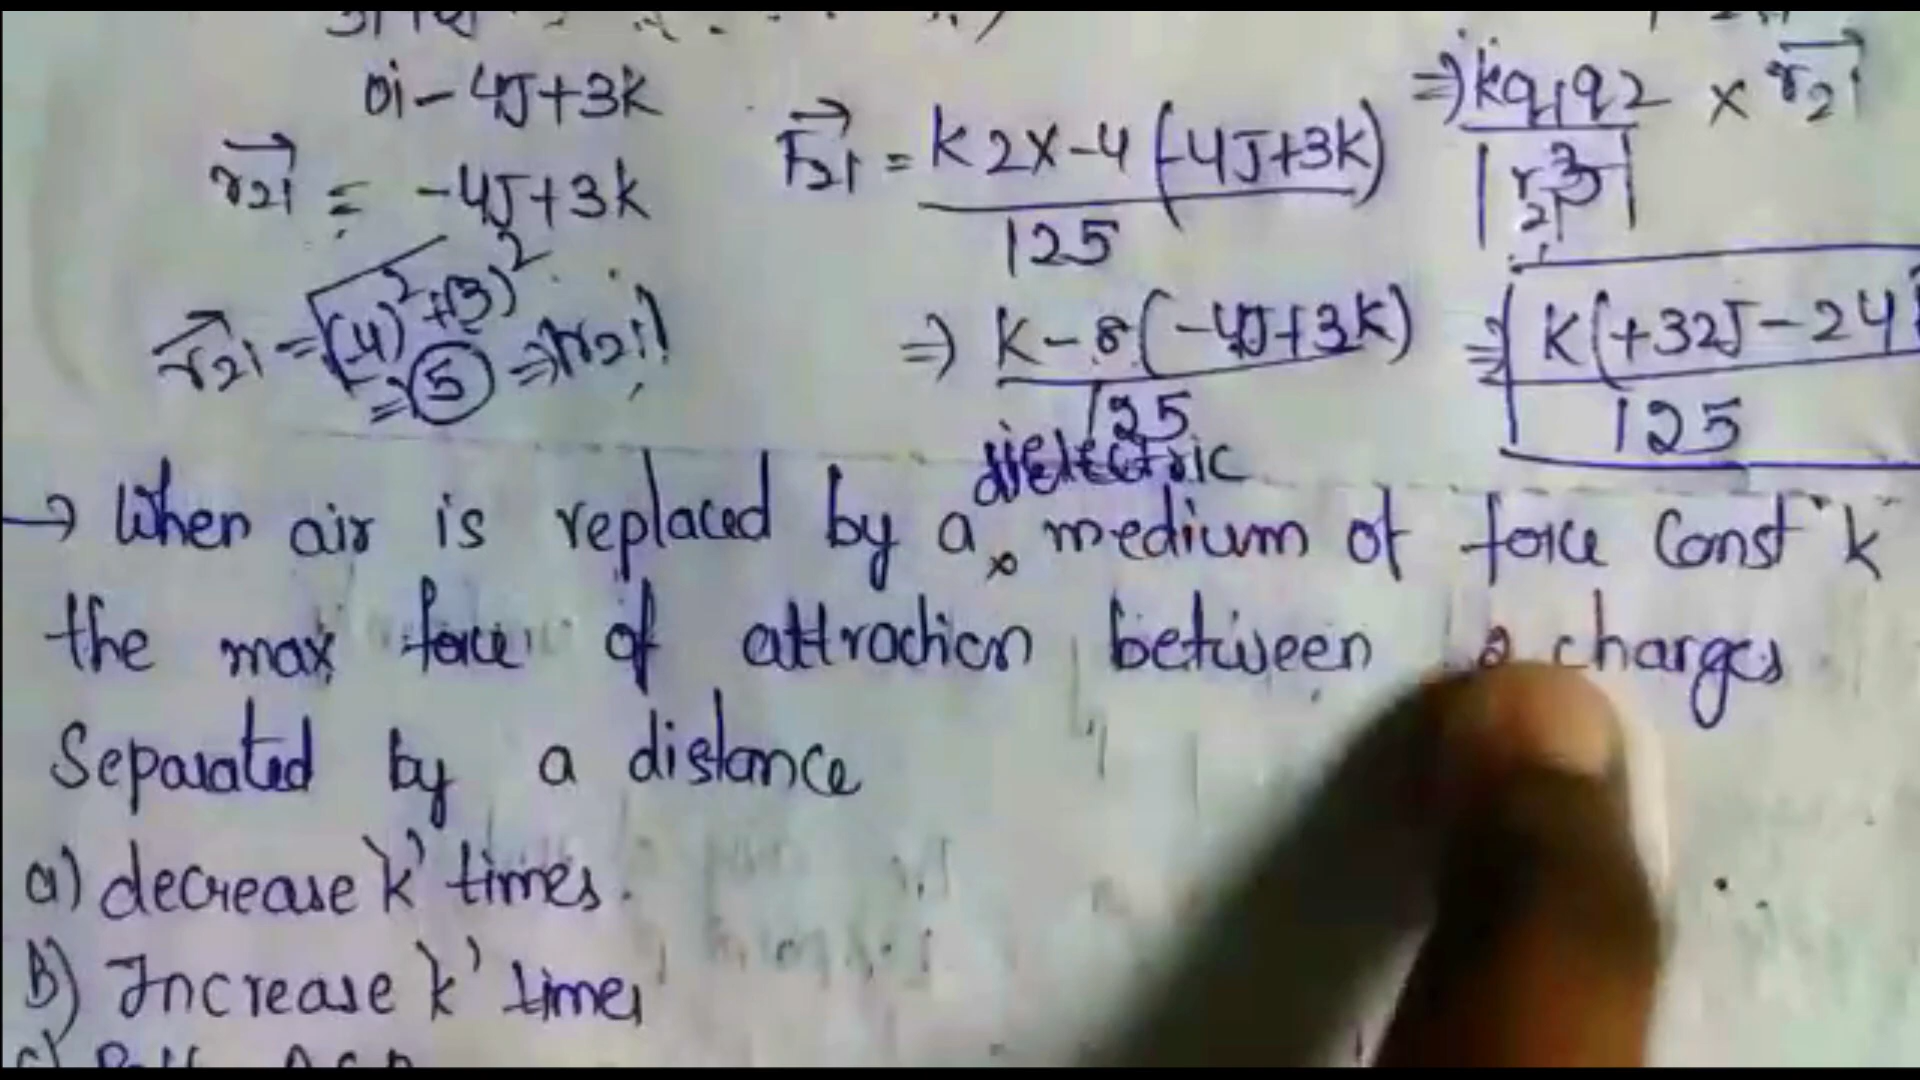 0i - 4J + 3k
r21 = -4J + 3k
r21 = √(-4)² + (3)²
= 5 => |r21|
F21 = k 2x-4 (-4J+3k)
125
=> k -8 (-4J+3k)
125
=> kq1q2 x r21
|r21³|
=> k(+32J - 24
125
→ When air is replaced by a dielectric medium of force Const "k"
the max force of attraction between 2 charges
Separated by a distance
a) decrease 'k' times.
B) Increase 'k' times